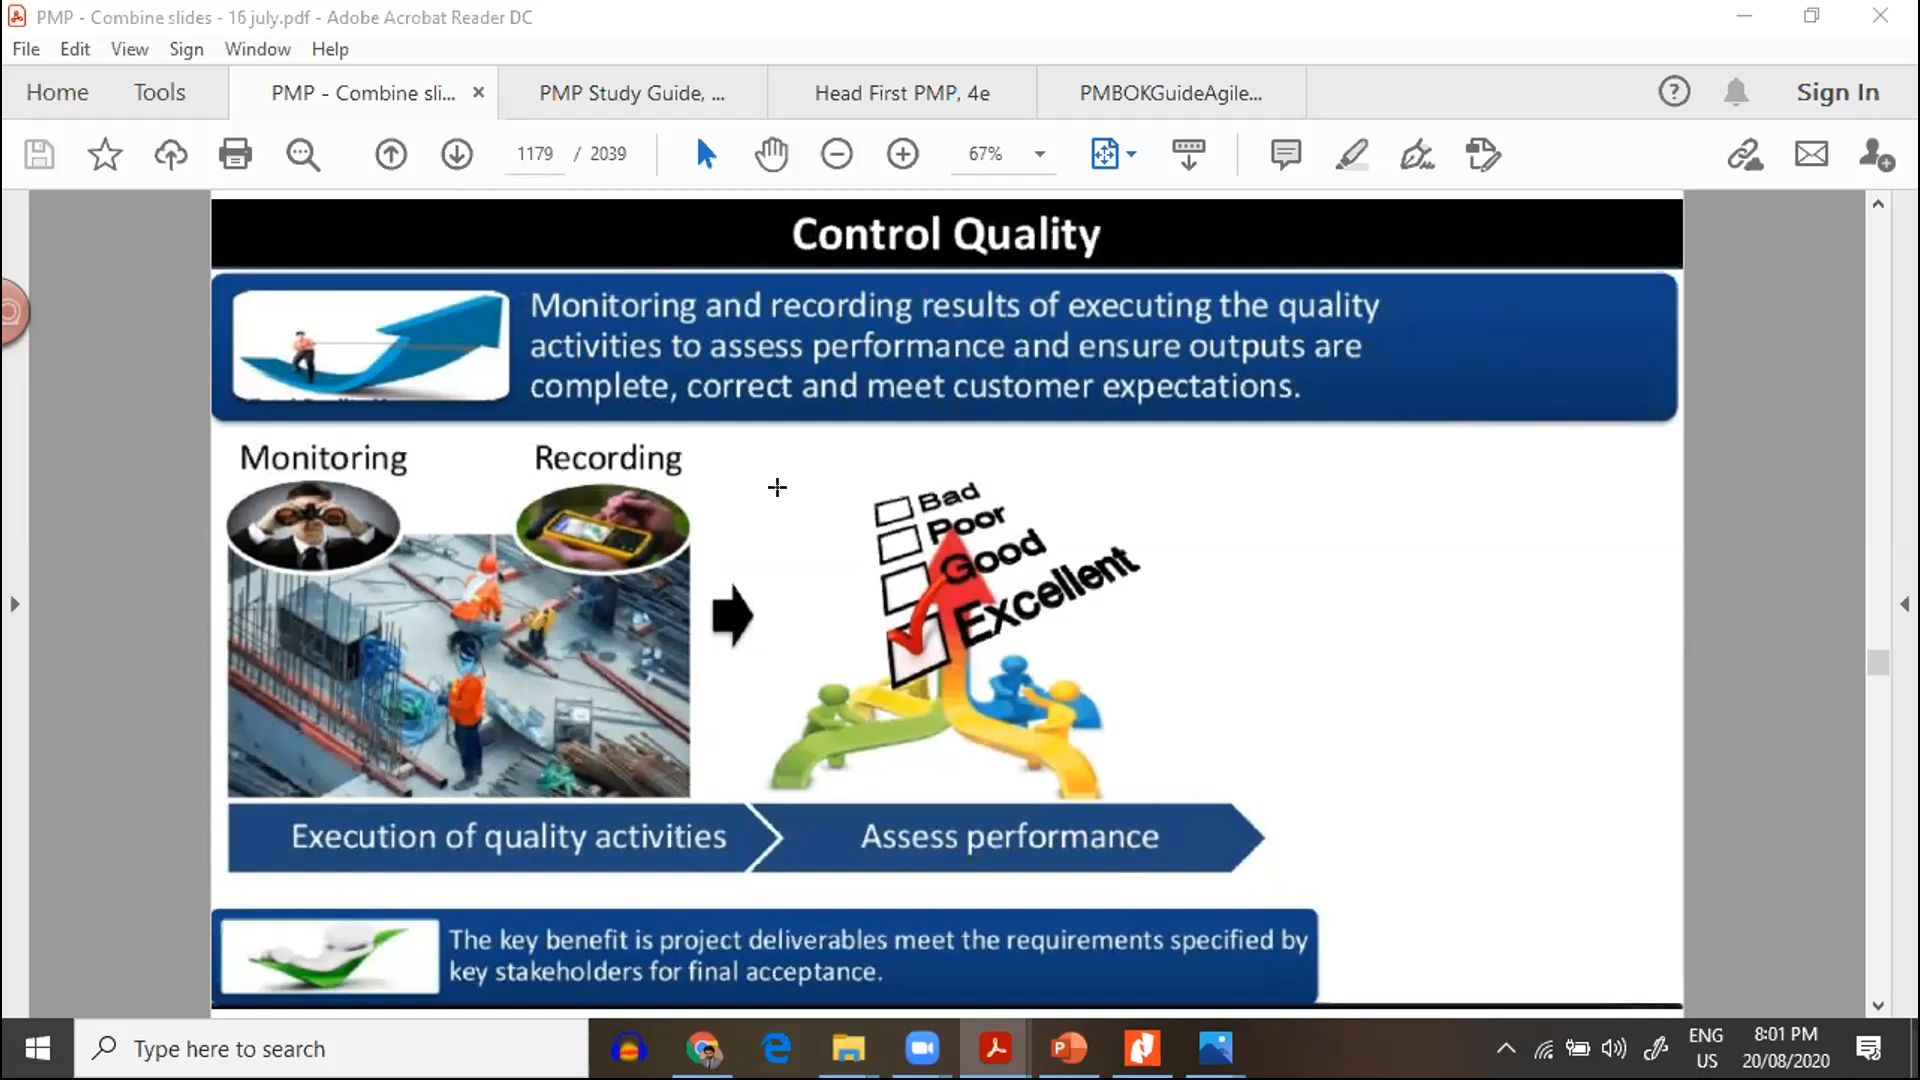 PMP - Combine slides - 16 july.pdf - Adobe Acrobat Reader DC
File Edit View Sign Window Help
Home Tools PMP - Combine sli... PMP Study Guide, ... Head First PMP, 4e PMBOKGuideAgile... Sign In
1179 / 2039 67%
Control Quality
Monitoring and recording results of executing the quality
activities to assess performance and ensure outputs are
complete, correct and meet customer expectations.
Monitoring Recording
Bad
Poor
Good
Excellent
Execution of quality activities Assess performance
The key benefit is project deliverables meet the requirements specified by
key stakeholders for final acceptance.
Type here to search
ENG
US
8:01 PM
20/08/2020